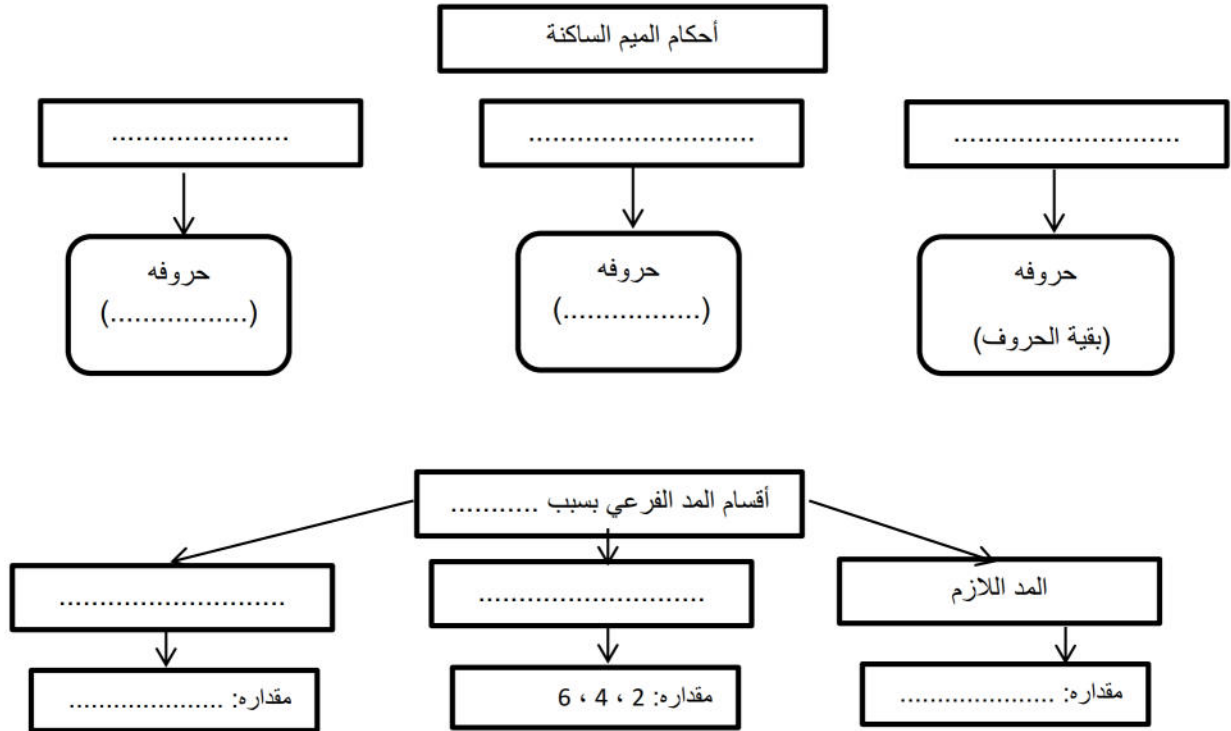 أحكام الميم الساكنة
............................
............................
......................
حروفه
(بقية الحروف)
حروفه
(.................)
حروفه
(.................)
أقسام المد الفرعي بسبب ...........
المد اللازم
............................
............................
مقداره: ...................
مقداره: 2 ، 4 ، 6
مقداره: ...................